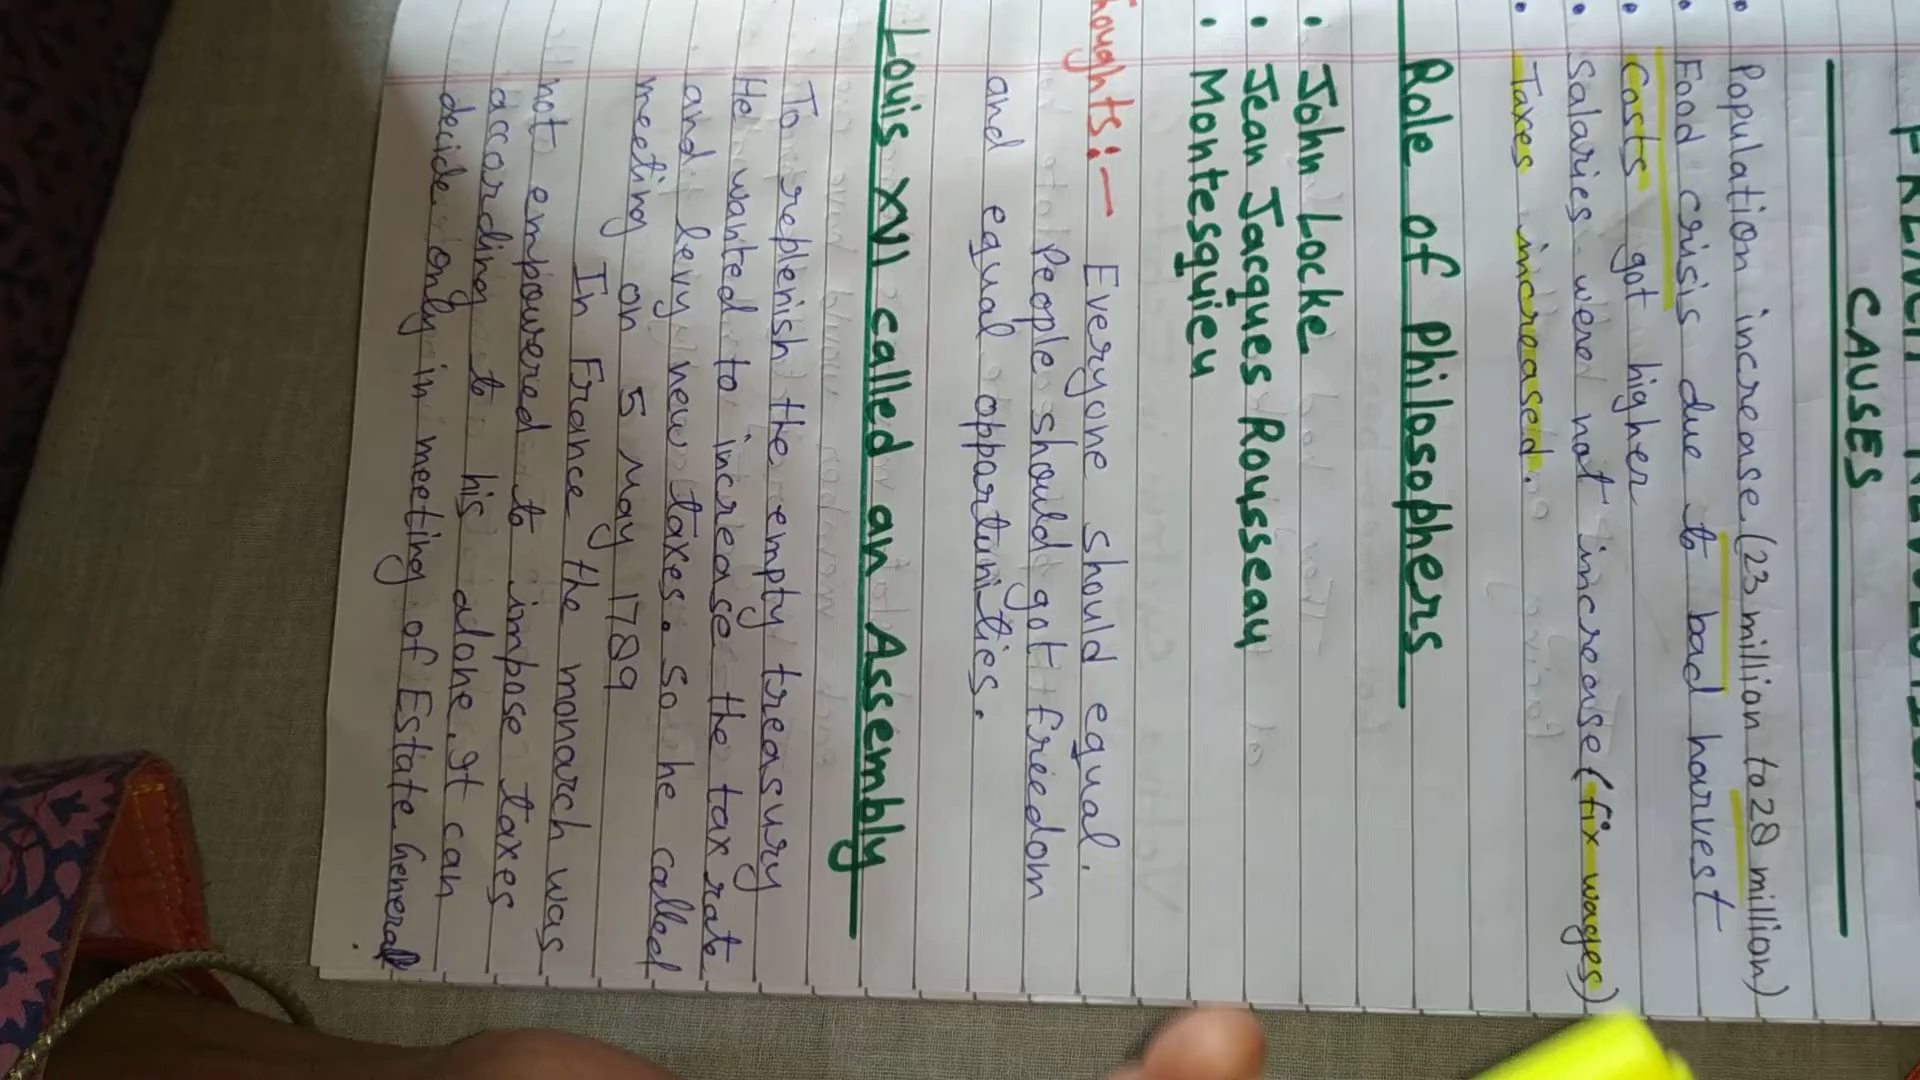 FRENCH REVOLUTION
CAUSES
• Population increase (23 million to 28 million)
• Food crisis due to bad harvest
• Costs got higher
• Salaries were not increase (fix wages)
• Taxes increased.
Role of Philosophers
• John Locke
• Jean Jacques Rousseau
• Montesquieu
houghts:- Everyone should equal.
People should got freedom
and equal opportunities.
Louis XVI called an Assembly
To replenish the empty treasury
He wanted to increase the tax rate
and levy new taxes. So he called
meeting on 5 May 1789
In France the monarch was
not empowered to impose taxes
according to his alone. It can
decide only in meeting of Estate General